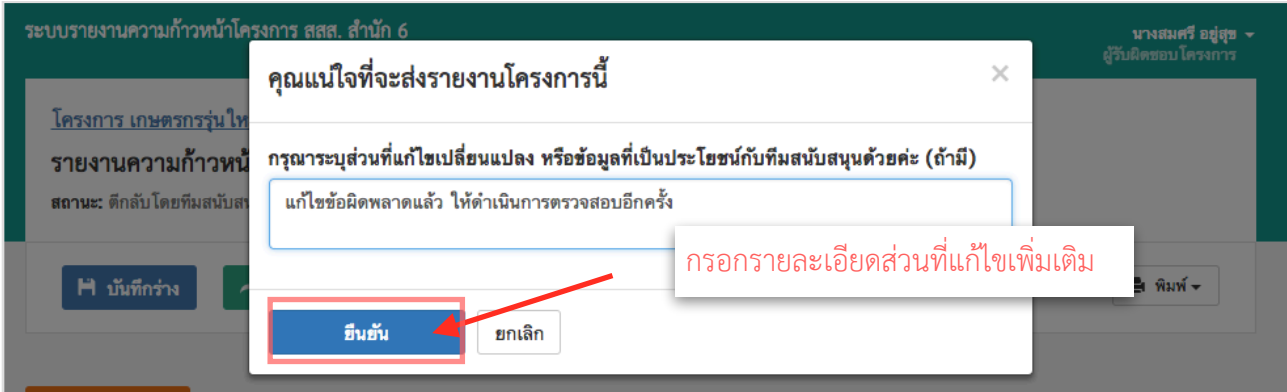 ระบบรายงานความก้าวหน้าโครงการ สสส. สำนัก 6
นางสมศรี อยู่สุข
ผู้รับผิดชอบโครงการ
คุณแน่ใจที่จะส่งรายงานโครงการนี้
×
โครงการ เกษตรกรรุ่นให
รายงานความก้าวหน้
สถานะ: ตีกลับโดยทีมสนับสน
กรุณาระบุส่วนที่แก้ไขเปลี่ยนแปลง หรือข้อมูลที่เป็นประโยชน์กับทีมสนับสนุนด้วยค่ะ (ถ้ามี)
แก้ไขข้อผิดพลาดแล้ว ให้ดำเนินการตรวจสอบอีกครั้ง
กรอกรายละเอียดส่วนที่แก้ไขเพิ่มเติม
บันทึกร่าง
พิมพ์
ยืนยัน
ยกเลิก